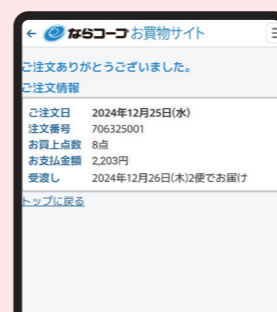 ← ならコープ お買物サイト
ご注文ありがとうございました。
ご注文情報
ご注文日 2024年12月25日(水)
注文番号 706325001
お買上点数 8点
お支払金額 2,203円
受渡し 2024年12月26日(木)2便でお届け
トップに戻る